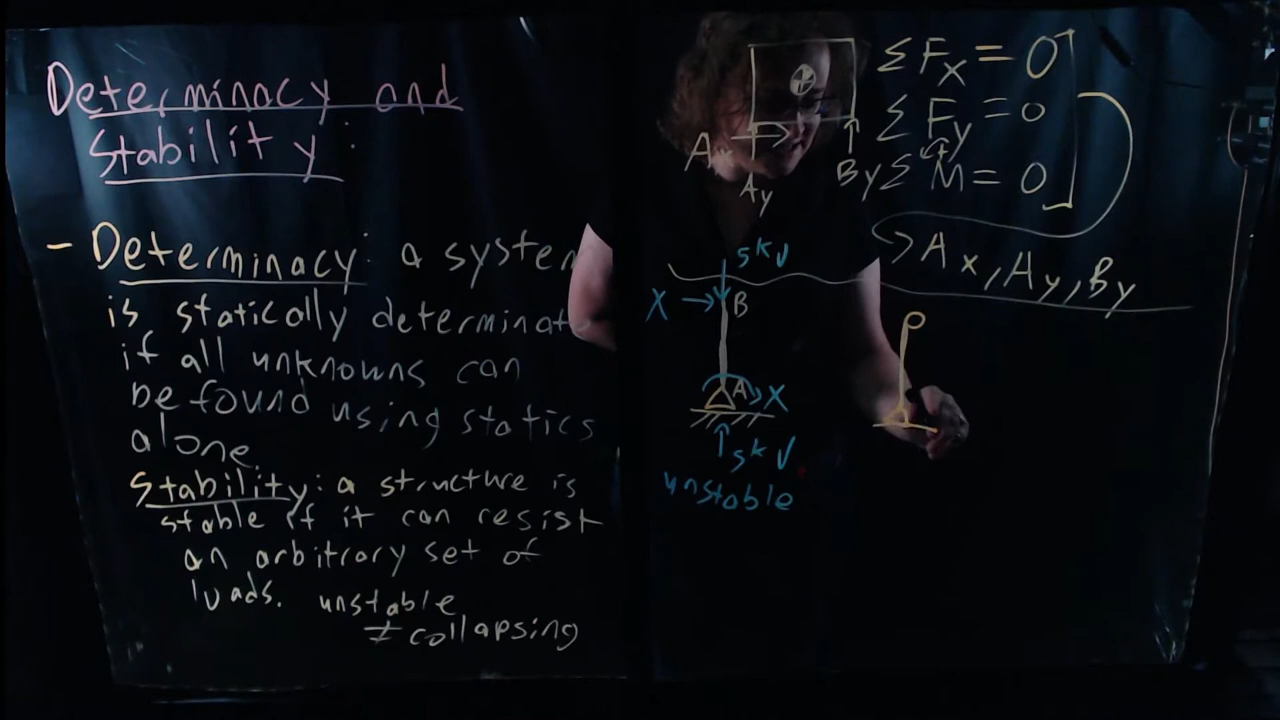 Determinacy and
Stability:
- Determinacy: a system
is statically determinate
if all unknowns can
be found using statics
alone.
Stability: a structure is
stable if it can resist
an arbitrary set of
loads. unstable
≠ collapsing
ΣFx = 0
ΣFy = 0
ΣM = 0
Ay
By
Ax, Ay, By
5k ✓
X → B
A X
5k ✓
unstable